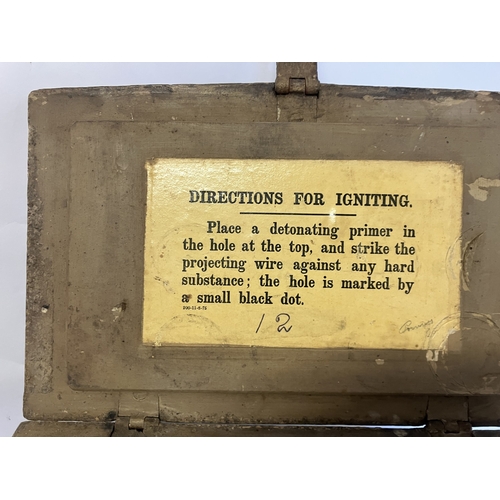 DIRECTIONS FOR IGNITING.
Place a detonating primer in
the hole at the top, and strike the
projecting wire against any hard
substance; the hole is marked by
a small black dot.
12